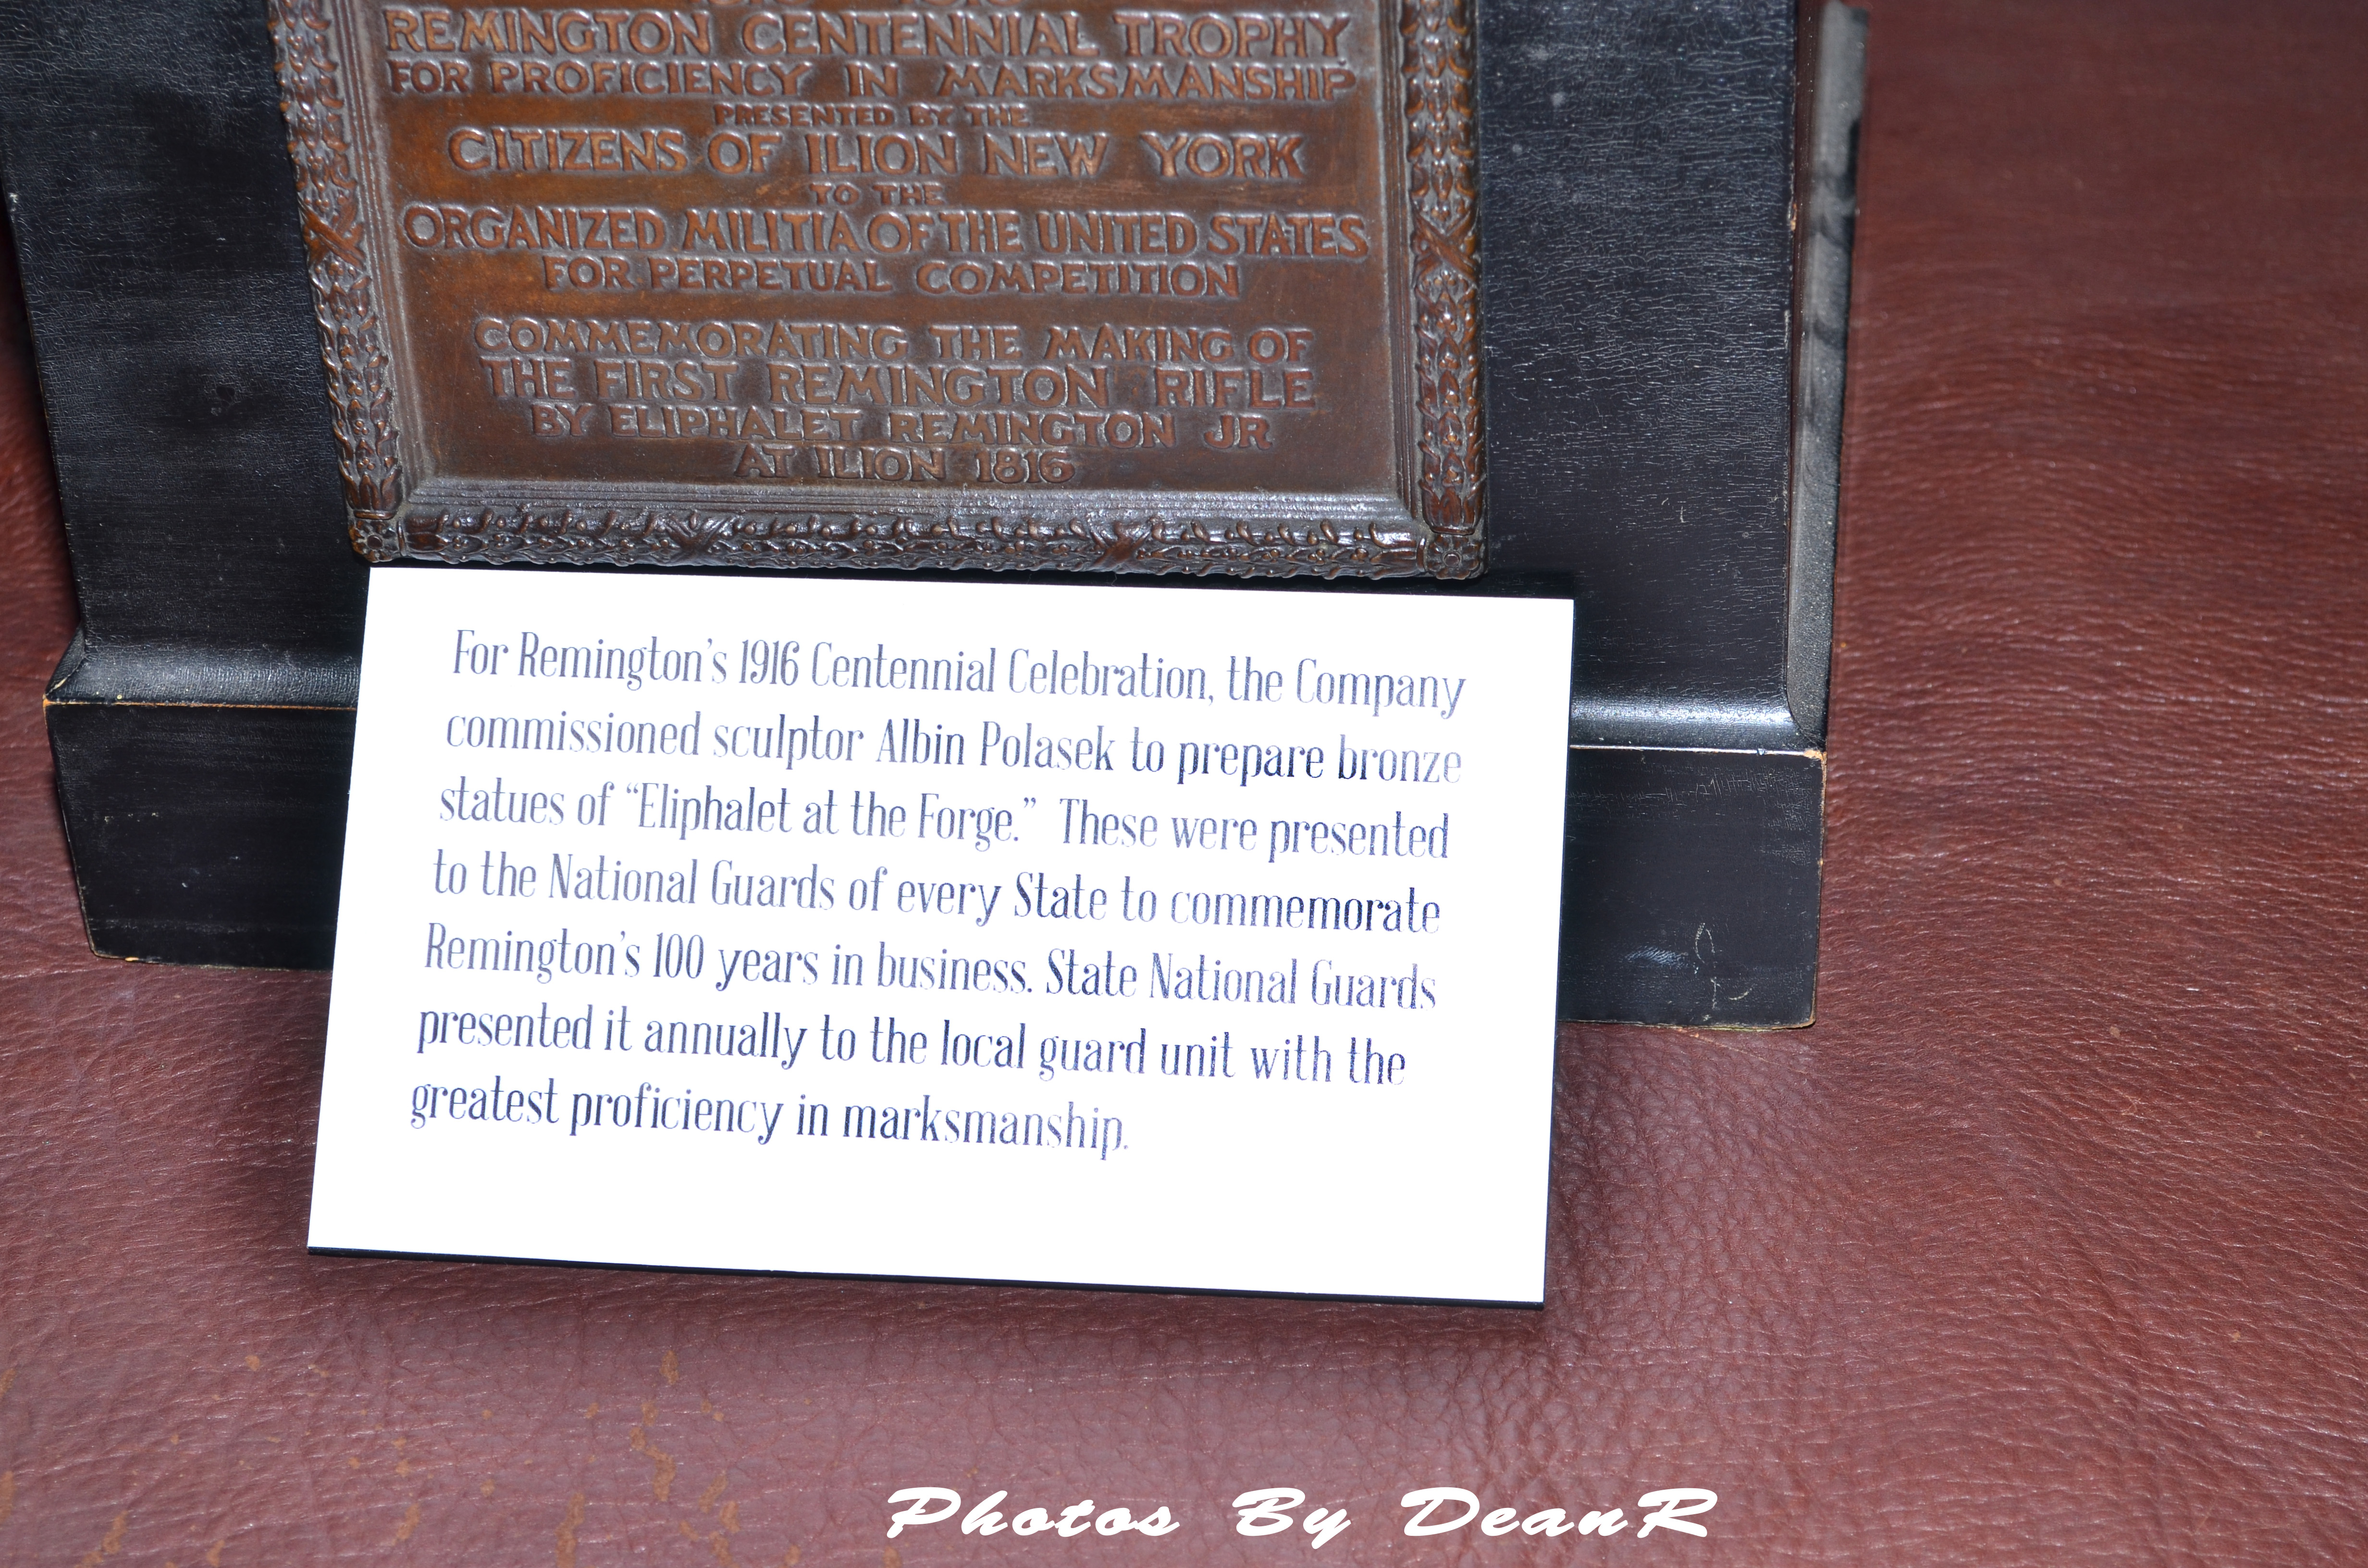 REMINGTON CENTENNIAL TROPHY
FOR PROFICIENCY IN MARKSMANSHIP
PRESENTED BY THE
CITIZENS OF ILION NEW YORK
TO THE
ORGANIZED MILITIA OF THE UNITED STATES
FOR PERPETUAL COMPETITION
COMMEMORATING THE MAKING OF
THE FIRST REMINGTON RIFLE
BY ELIPHALET REMINGTON JR
AT ILION 1816
For Remington's 1916 Centennial Celebration, the Company
commissioned sculptor Albin Polasek to prepare bronze
statues of “Eliphalet at the Forge.” These were presented
to the National Guards of every State to commemorate
Remington's 100 years in business. State National Guards
presented it annually to the local guard unit with the
greatest proficiency in marksmanship.
Photos By DeanR